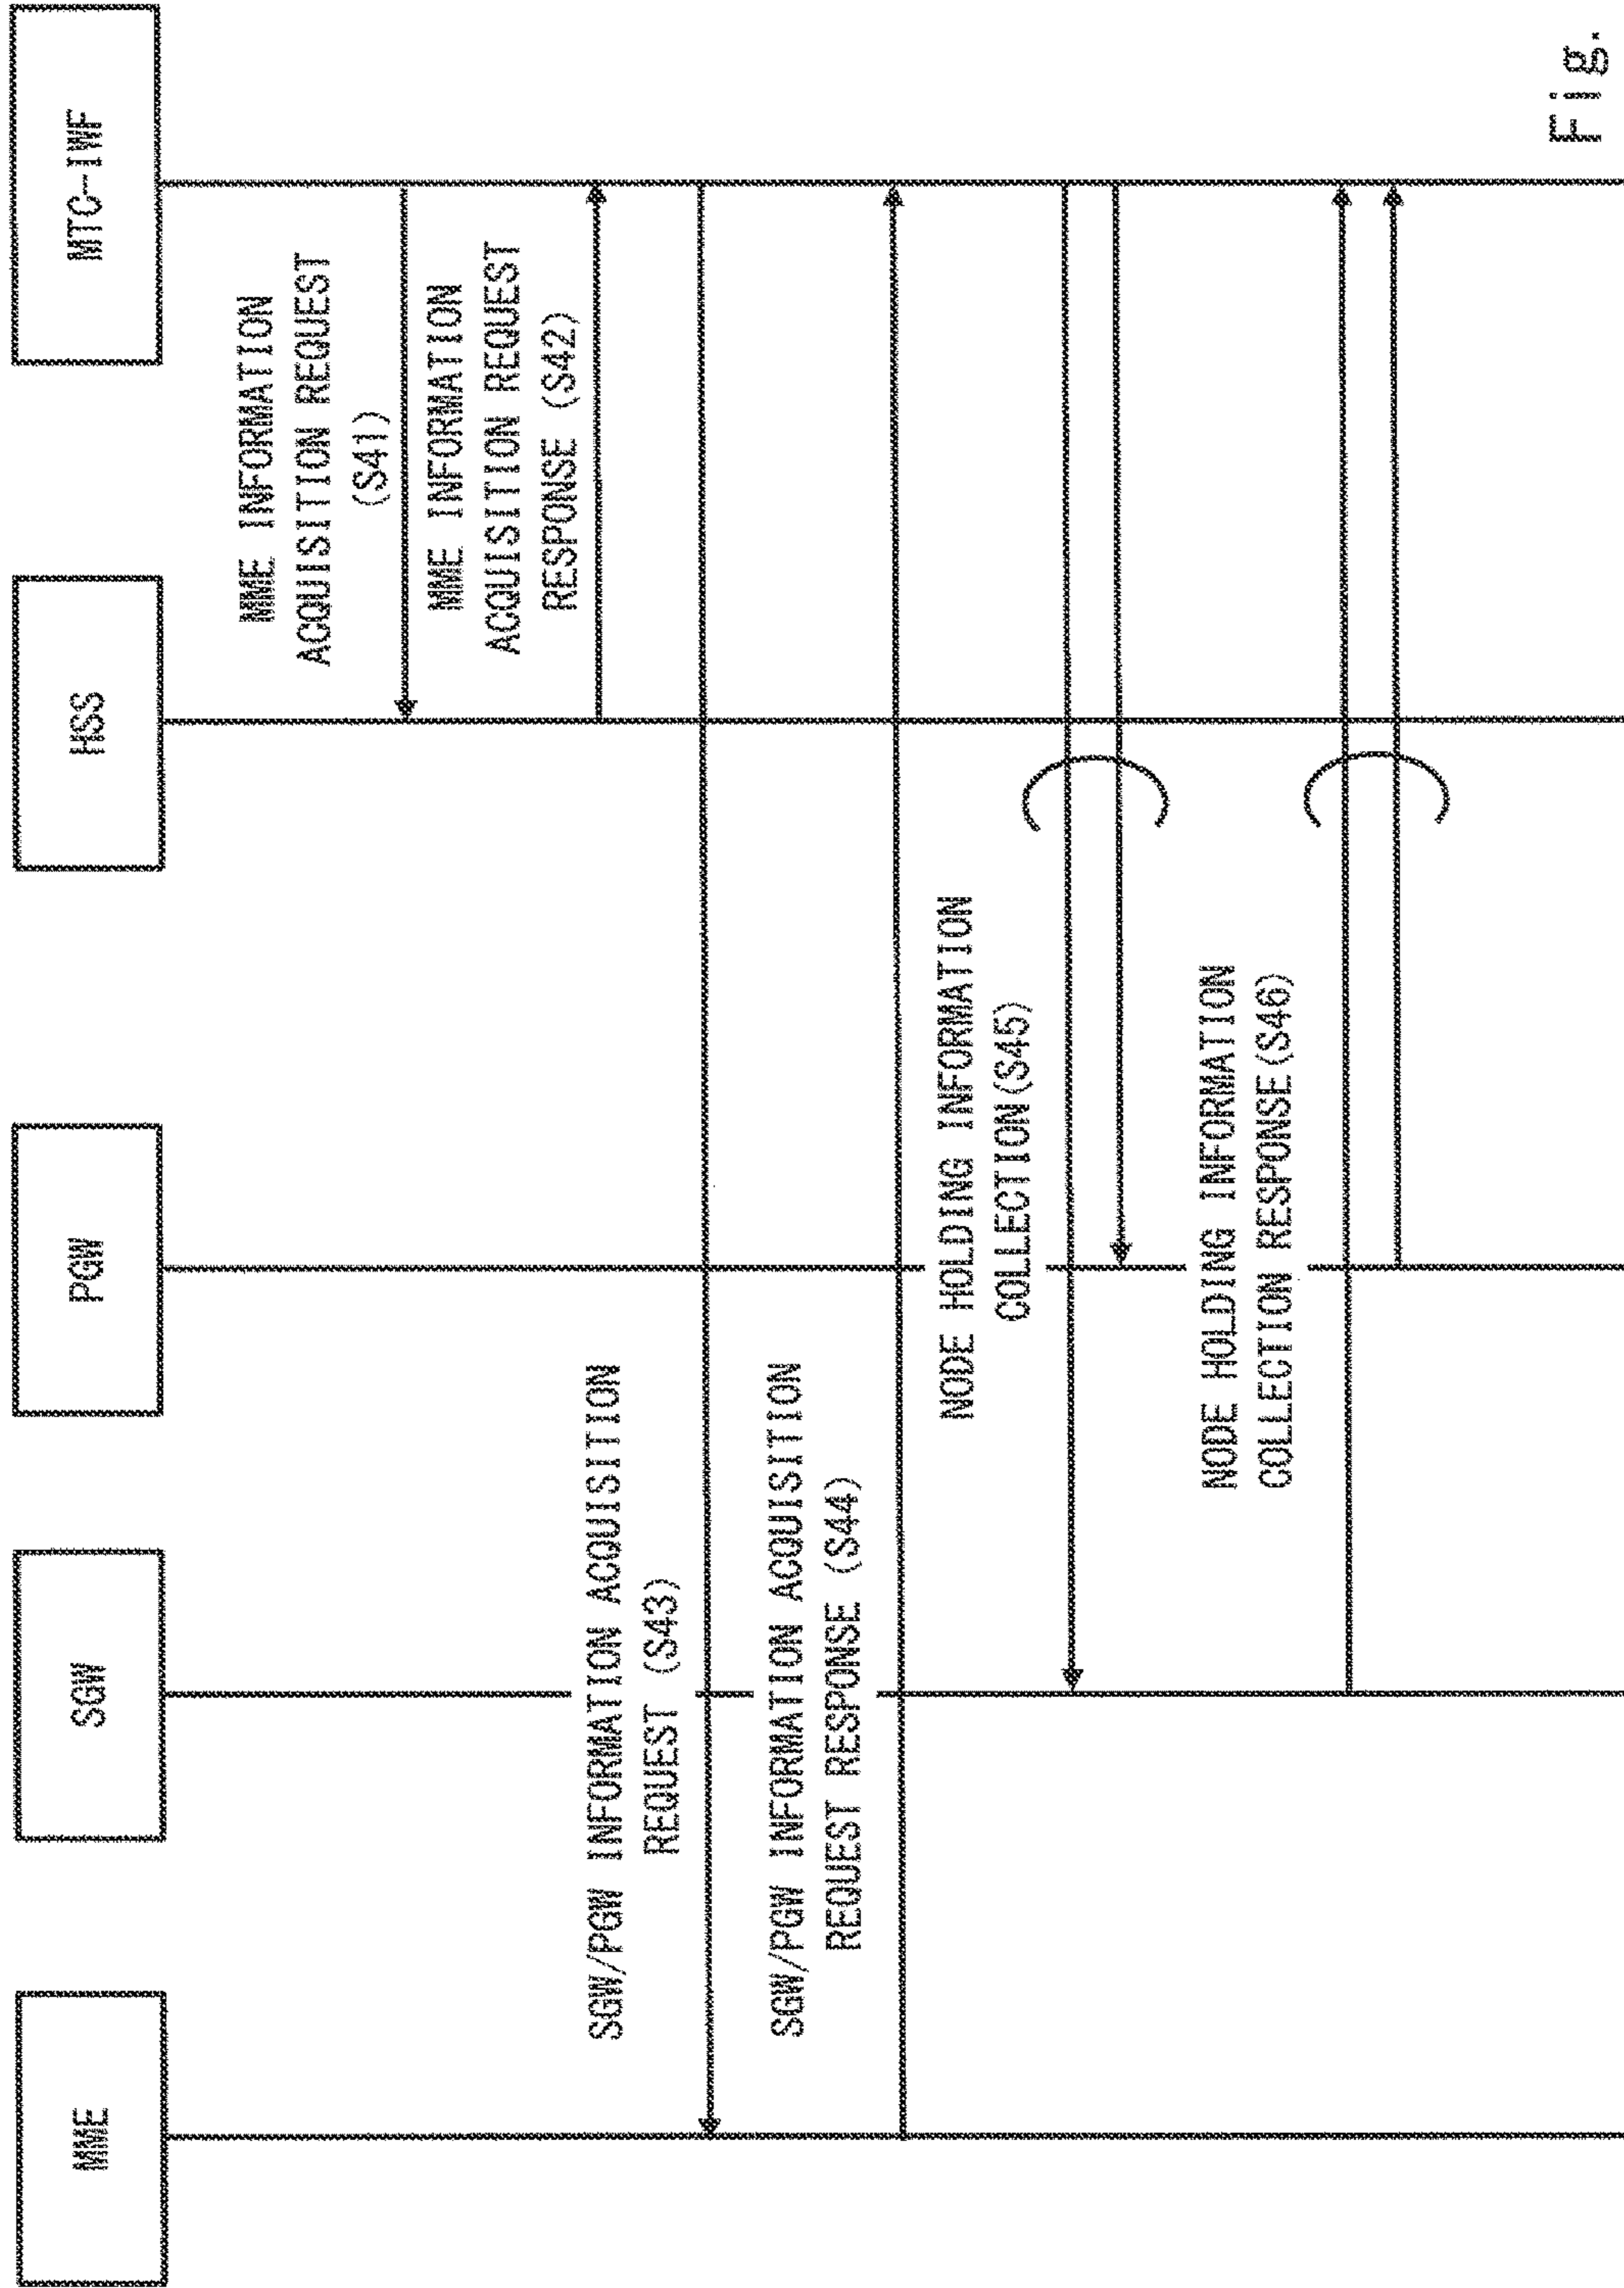 MME
SGW
PGW
HSS
MTC-IWF
MME INFORMATION
ACQUISITION REQUEST
(S41)
MME INFORMATION
ACQUISITION REQUEST
RESPONSE (S42)
SGW/PGW INFORMATION ACQUISITION
REQUEST (S43)
SGW/PGW INFORMATION ACQUISITION
REQUEST RESPONSE (S44)
NODE HOLDING INFORMATION
COLLECTION(S45)
NODE HOLDING INFORMATION
COLLECTION RESPONSE(S46)
Fig.